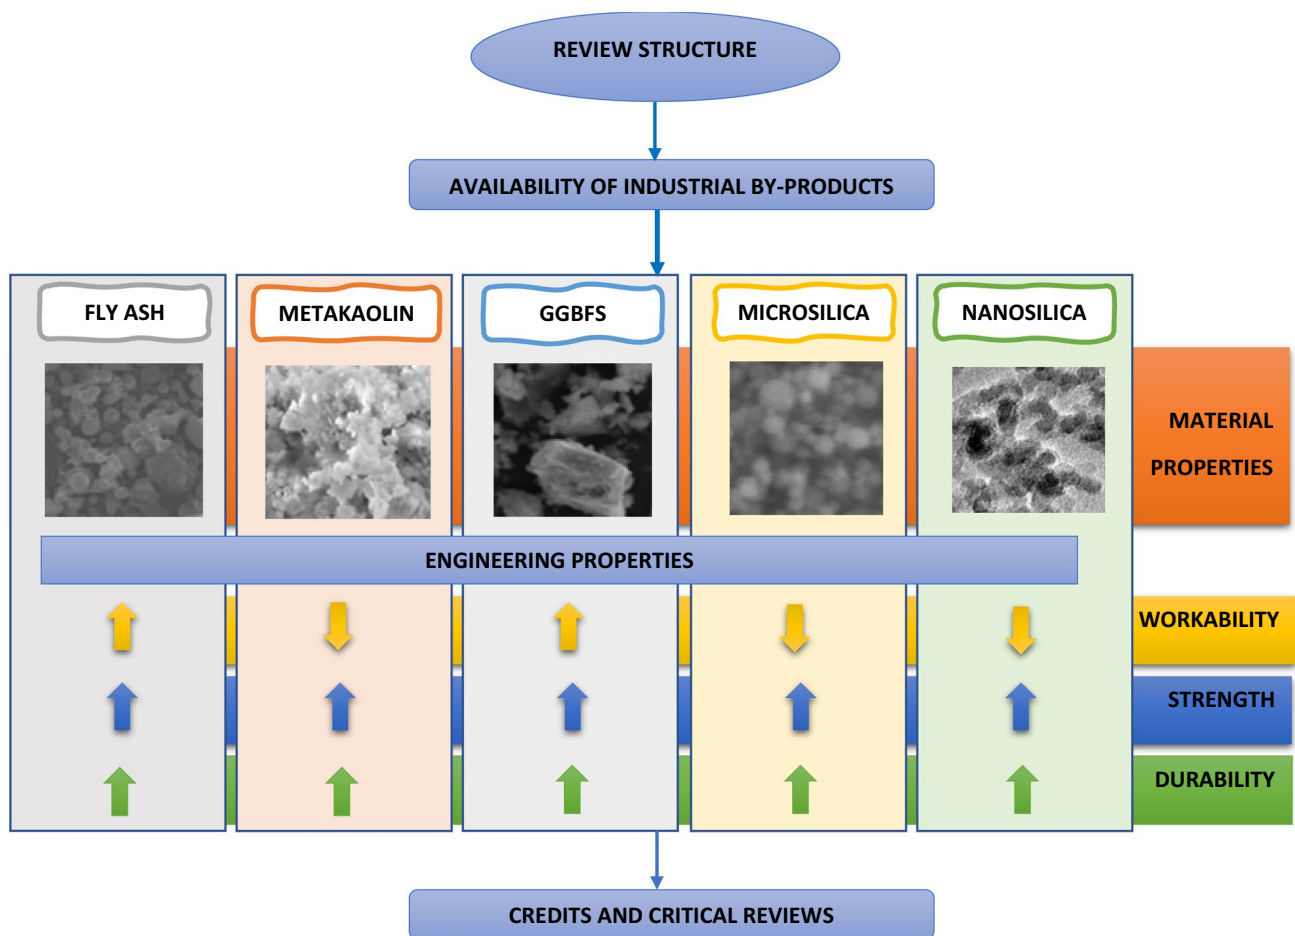 REVIEW STRUCTURE
AVAILABILITY OF INDUSTRIAL BY-PRODUCTS
FLY ASH
METAKAOLIN
GGBFS
MICROSILICA
NANOSILICA
MATERIAL
PROPERTIES
ENGINEERING PROPERTIES
WORKABILITY
STRENGTH
DURABILITY
CREDITS AND CRITICAL REVIEWS